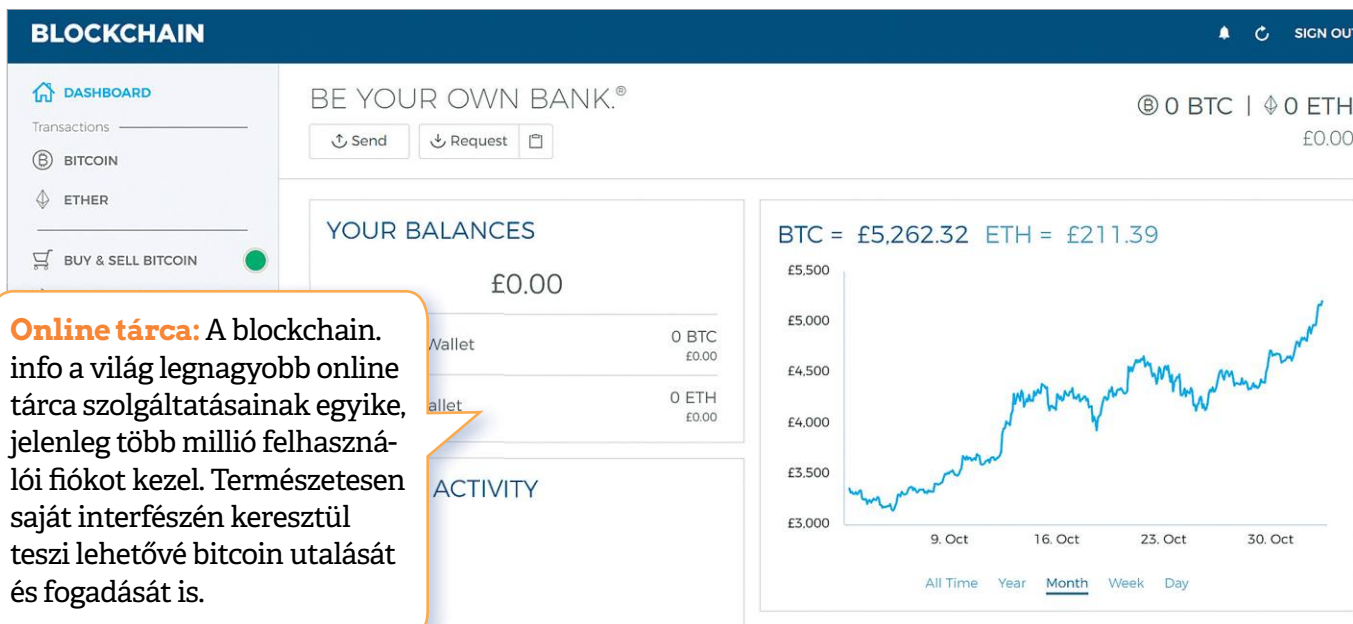 BLOCKCHAIN
SIGN OUT
DASHBOARD
Transactions
BITCOIN
ETHER
BUY & SELL BITCOIN
BE YOUR OWN BANK.®
Send Request
0 BTC | 0 ETH
£0.00
YOUR BALANCES
£0.00
Wallet 0 BTC
£0.00
0 ETH
£0.00
ACTIVITY
Online tárca: A blockchain.
info a világ legnagyobb online
tárca szolgáltatásainak egyike,
jelenleg több millió felhaszná-
lói fiókot kezel. Természetesen
saját interfészén keresztül
teszi lehetővé bitcoin utalását
és fogadását is.
BTC = £5,262.32 ETH = £211.39
£5,500
£5,000
£4,500
£4,000
£3,500
£3,000
9. Oct 16. Oct 23. Oct 30. Oct
All Time Year Month Week Day